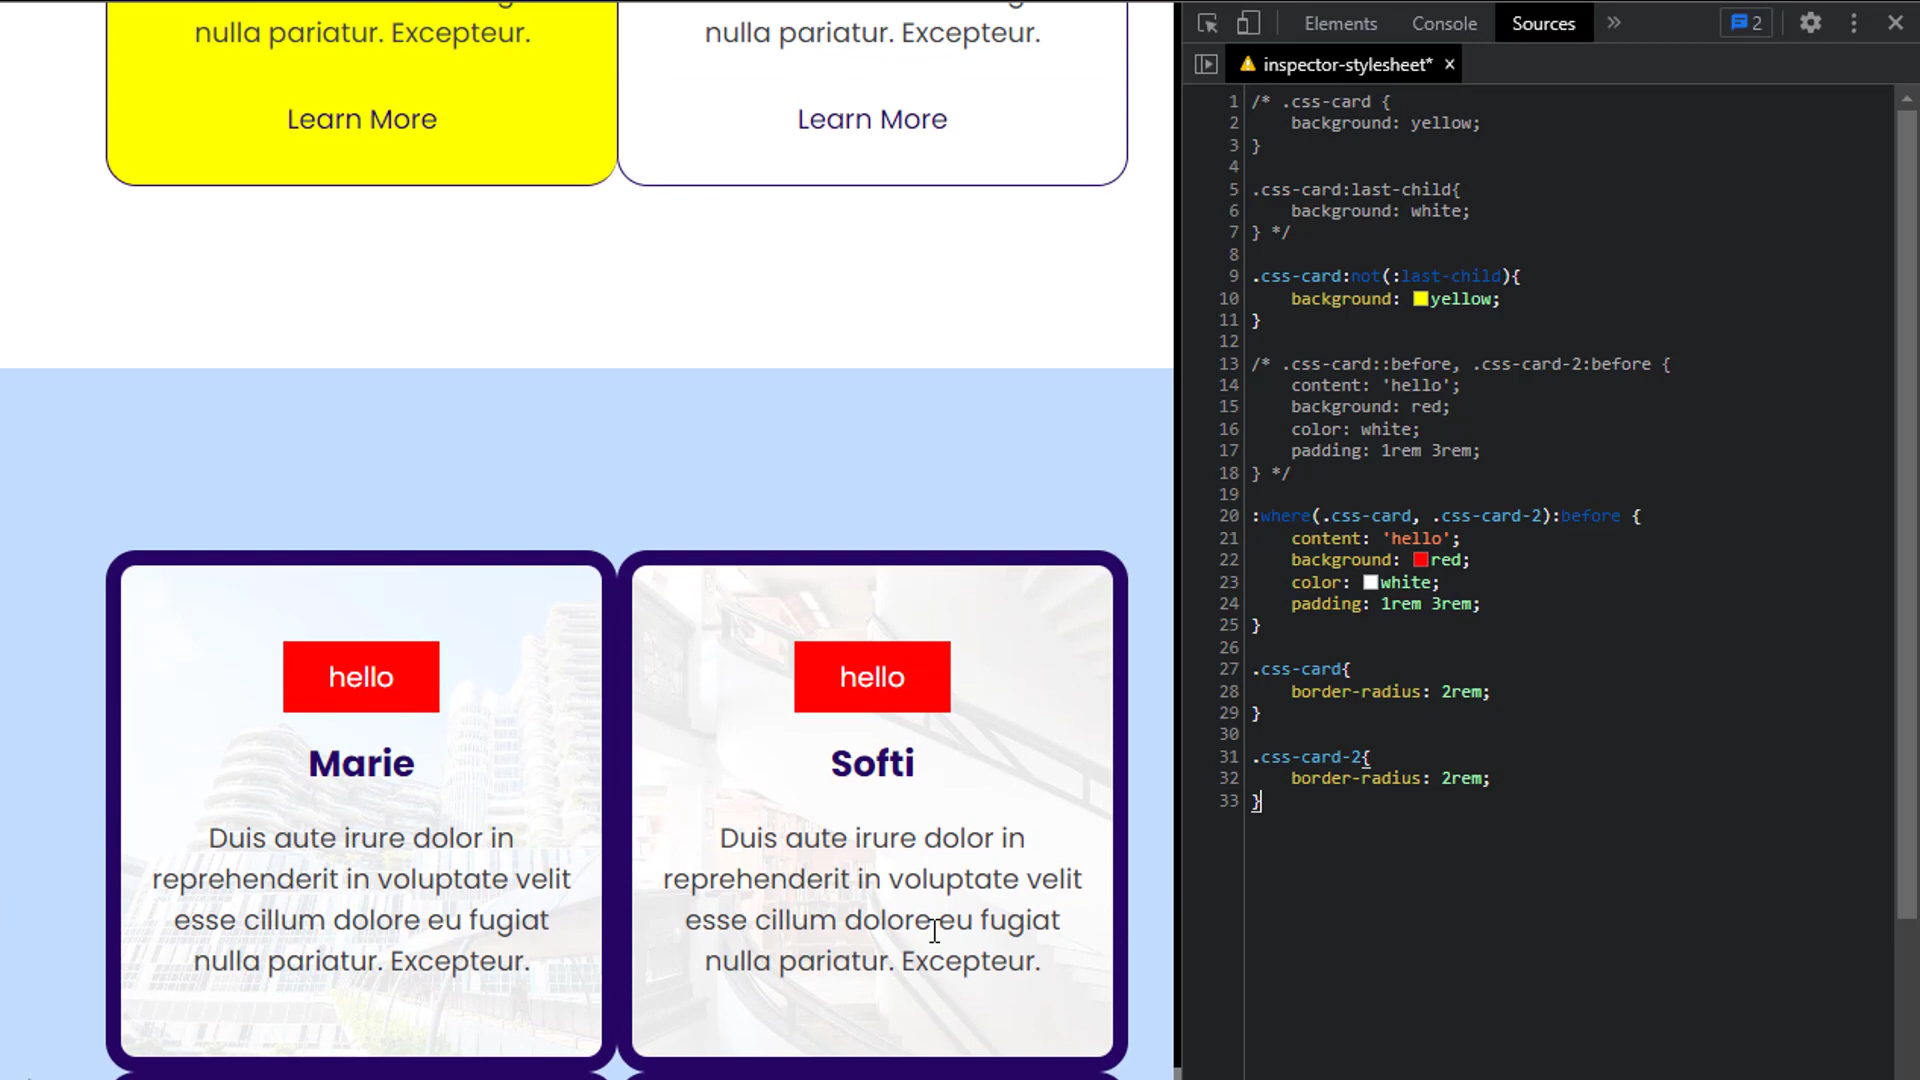 nulla pariatur. Excepteur.
Learn More
nulla pariatur. Excepteur.
Learn More
hello
Marie
Duis aute irure dolor in
reprehenderit in voluptate velit
esse cillum dolore eu fugiat
nulla pariatur. Excepteur.
hello
Softi
Duis aute irure dolor in
reprehenderit in voluptate velit
esse cillum dolore eu fugiat
nulla pariatur. Excepteur.
Elements Console Sources » 2
inspector-stylesheet* ×
1 /* .css-card {
2 background: yellow;
3 }
4
5 .css-card:last-child{
6 background: white;
7 } */
8
9 .css-card:not(:last-child){
10 background: yellow;
11 }
12
13 /* .css-card::before, .css-card-2:before {
14 content: 'hello';
15 background: red;
16 color: white;
17 padding: 1rem 3rem;
18 } */
19
20 :where(.css-card, .css-card-2):before {
21 content: 'hello';
22 background: red;
23 color: white;
24 padding: 1rem 3rem;
25 }
26
27 .css-card{
28 border-radius: 2rem;
29 }
30
31 .css-card-2{
32 border-radius: 2rem;
33 }